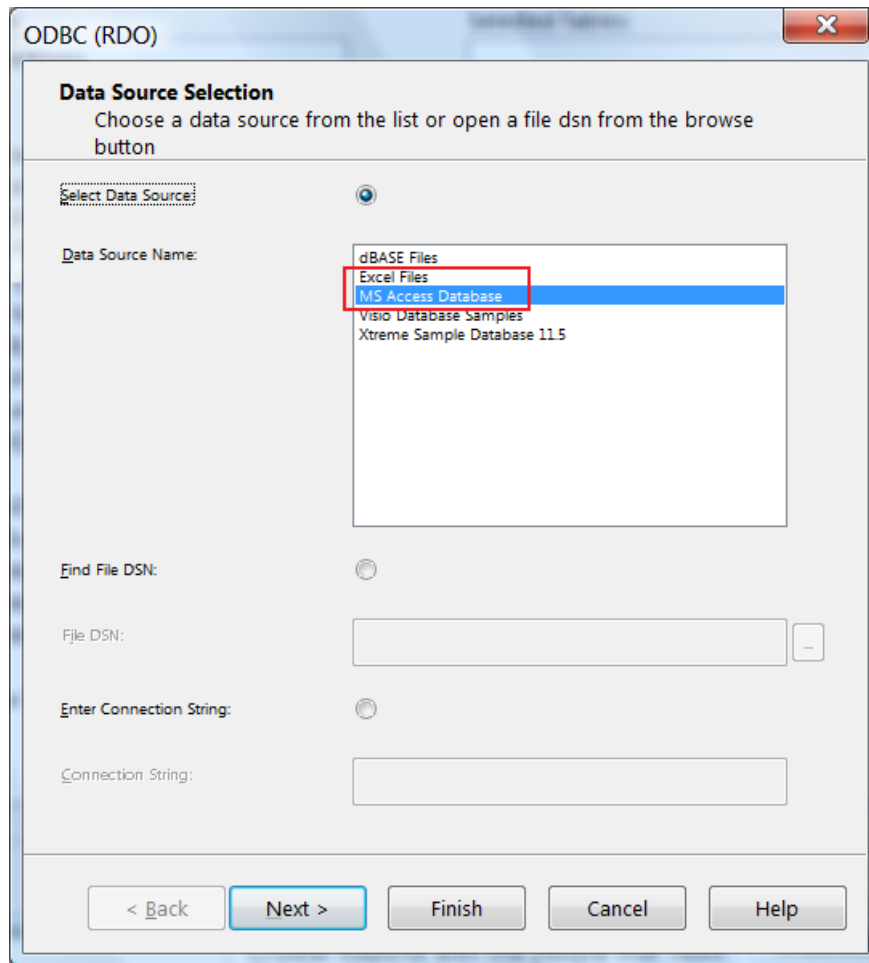 ODBC (RDO)
Data Source Selection
Choose a data source from the list or open a file dsn from the browse
button
Select Data Source:
Data Source Name:
dBASE Files
Excel Files
MS Access Database
Visio Database Samples
Xtreme Sample Database 11.5
Find File DSN:
File DSN:
...
Enter Connection String:
Connection String:
< Back
Next >
Finish
Cancel
Help